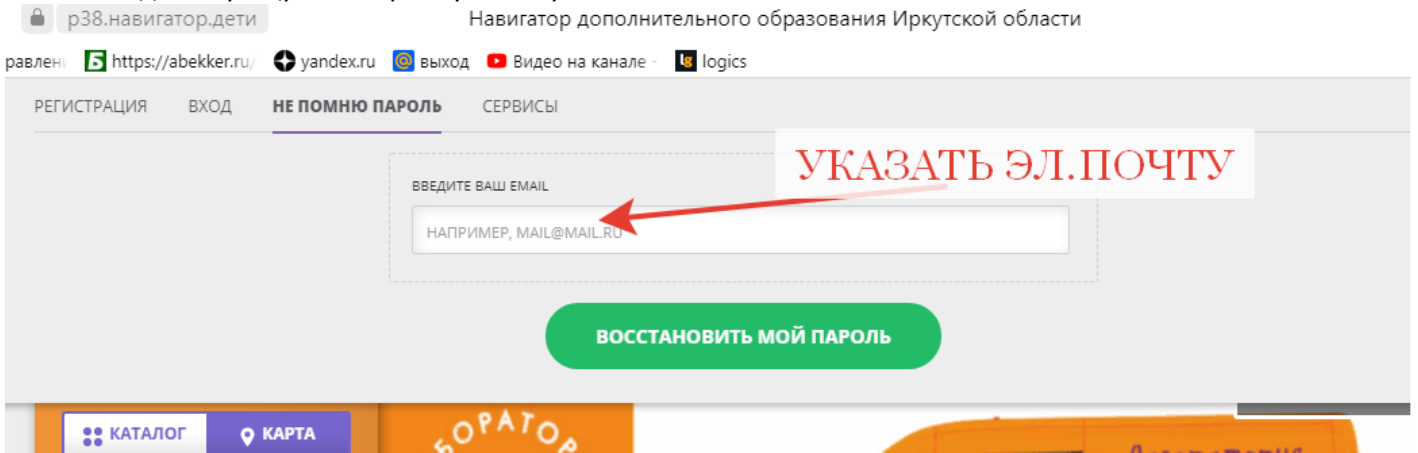 р38.навигатор.дети Навигатор дополнительного образования Иркутской области
https://abekker.ru/ yandex.ru выход Видео на канале - logics
РЕГИСТРАЦИЯ ВХОД НЕ ПОМНЮ ПАРОЛЬ СЕРВИСЫ
УКАЗАТЬ ЭЛ.ПОЧТУ
ВВЕДИТЕ ВАШ EMAIL
НАПРИМЕР, MAIL@MAIL.RU
ВОССТАНОВИТЬ МОЙ ПАРОЛЬ
КАТАЛОГ КАРТА